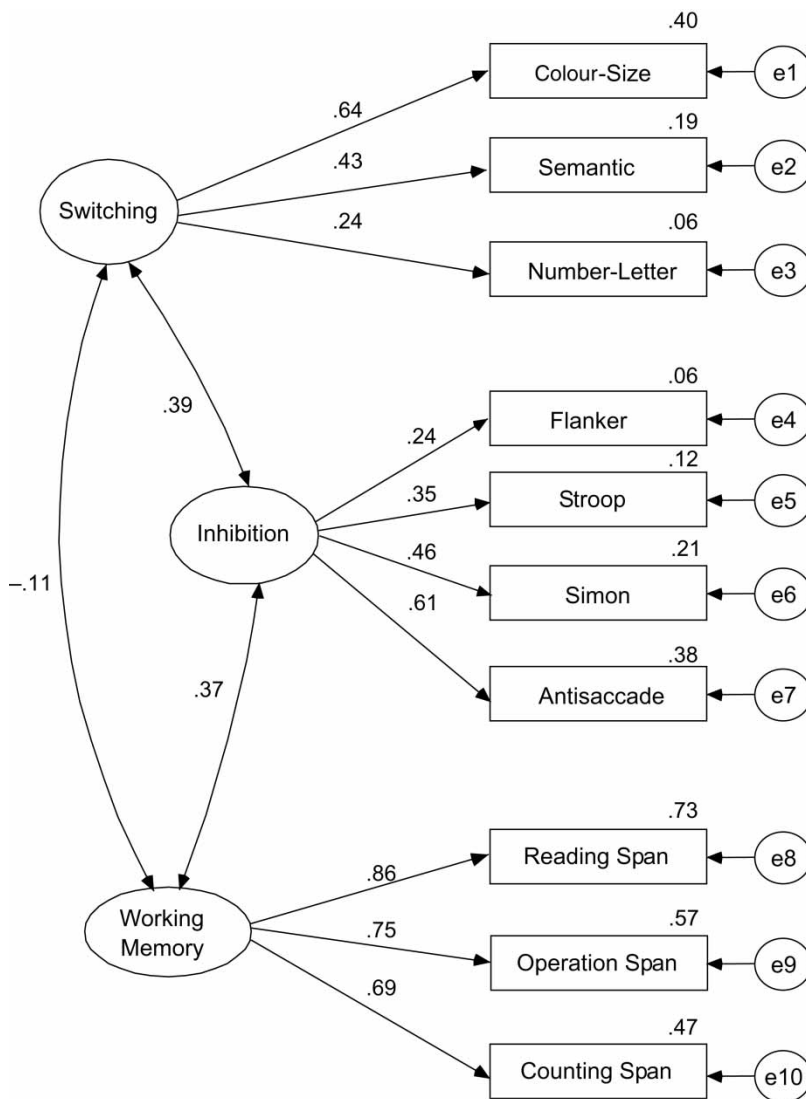 .40
Colour-Size
e1
.64
.19
.43
Semantic
e2
Switching
.24
.06
Number-Letter
e3
.06
.39
Flanker
e4
.24
.12
.35
Stroop
e5
Inhibition
.46
.21
–.11
Simon
e6
.61
.38
.37
Antisaccade
e7
.73
.86
Reading Span
e8
Working
Memory
.75
.57
Operation Span
e9
.69
.47
Counting Span
e10